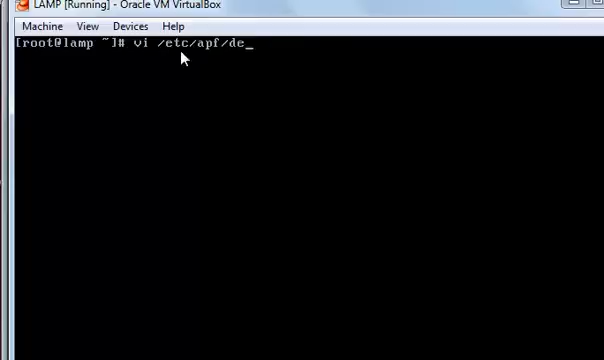 LAMP [Running] - Oracle VM VirtualBox
Machine View Devices Help
[root@lamp ~]# vi /etc/apf/de_